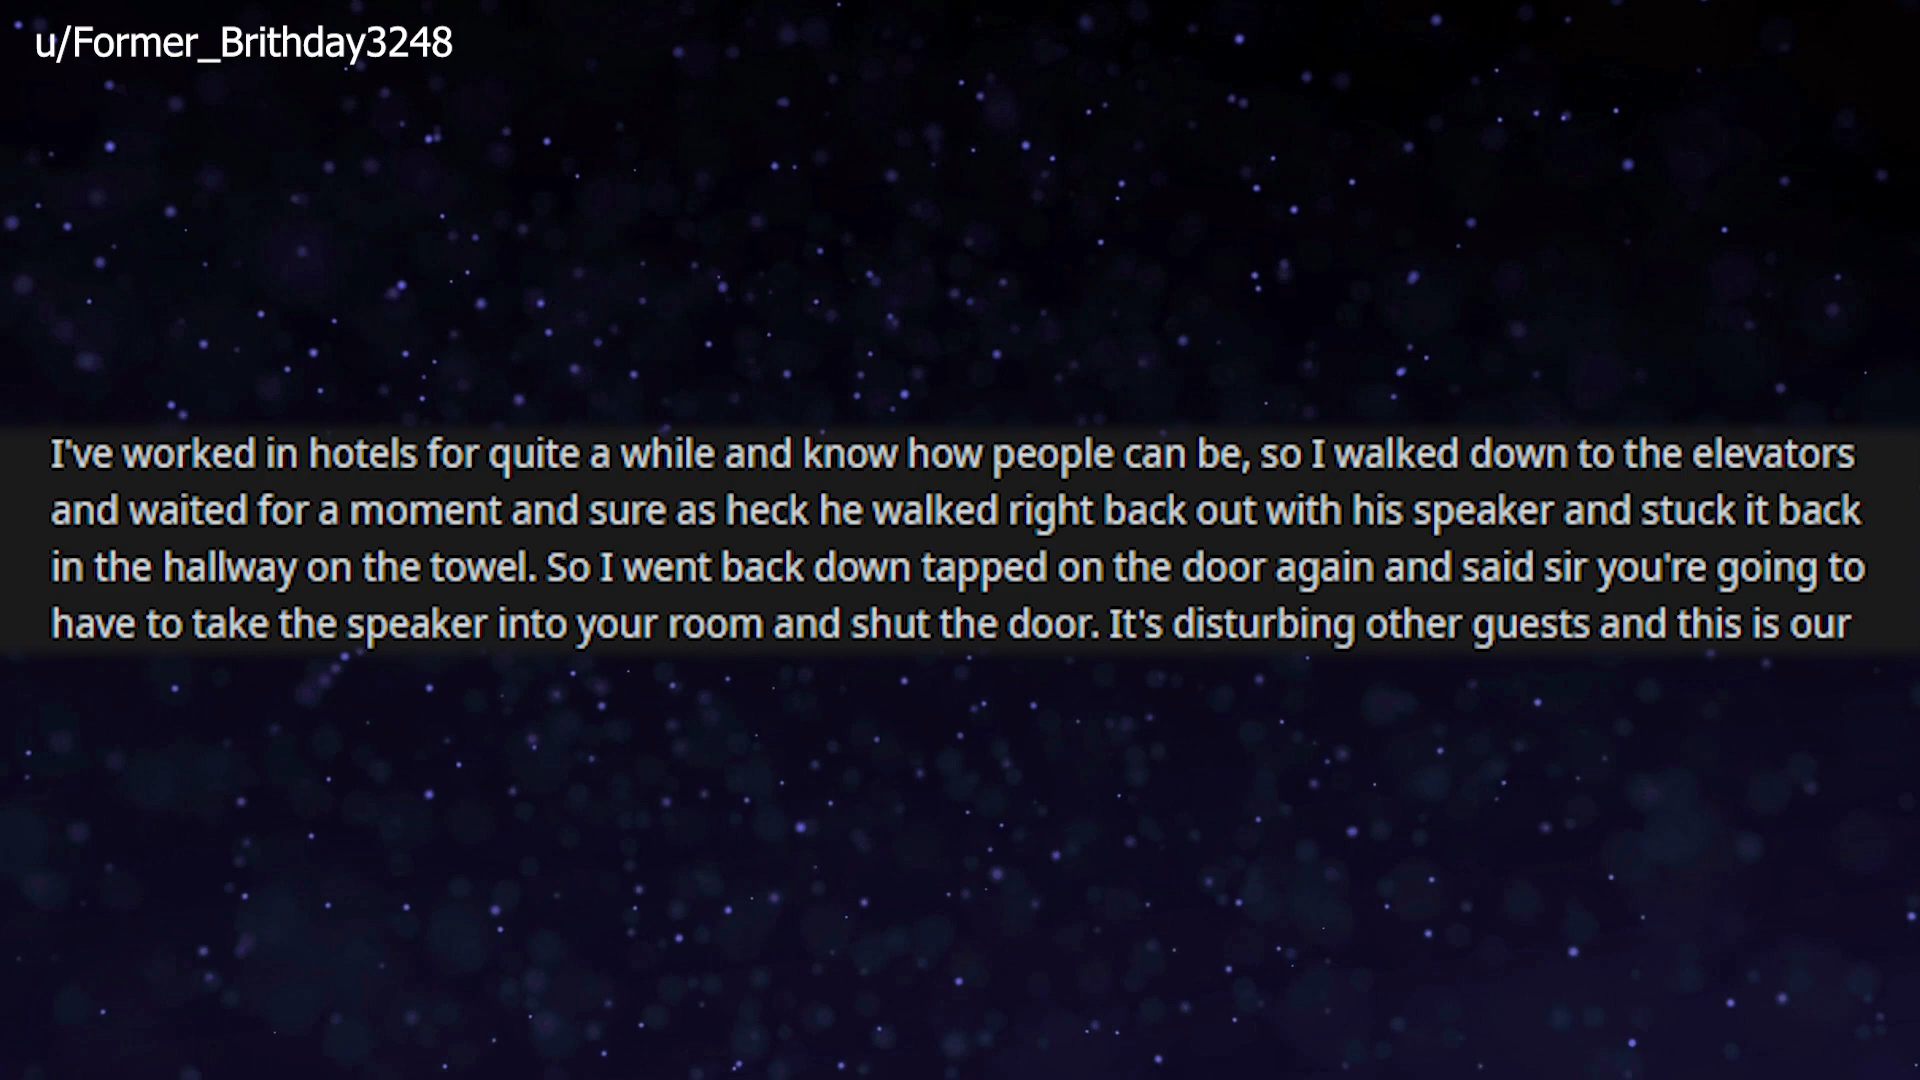 u/Former_Brithday3248
I've worked in hotels for quite a while and know how people can be, so I walked down to the elevators
and waited for a moment and sure as heck he walked right back out with his speaker and stuck it back
in the hallway on the towel. So I went back down tapped on the door again and said sir you're going to
have to take the speaker into your room and shut the door. It's disturbing other guests and this is our